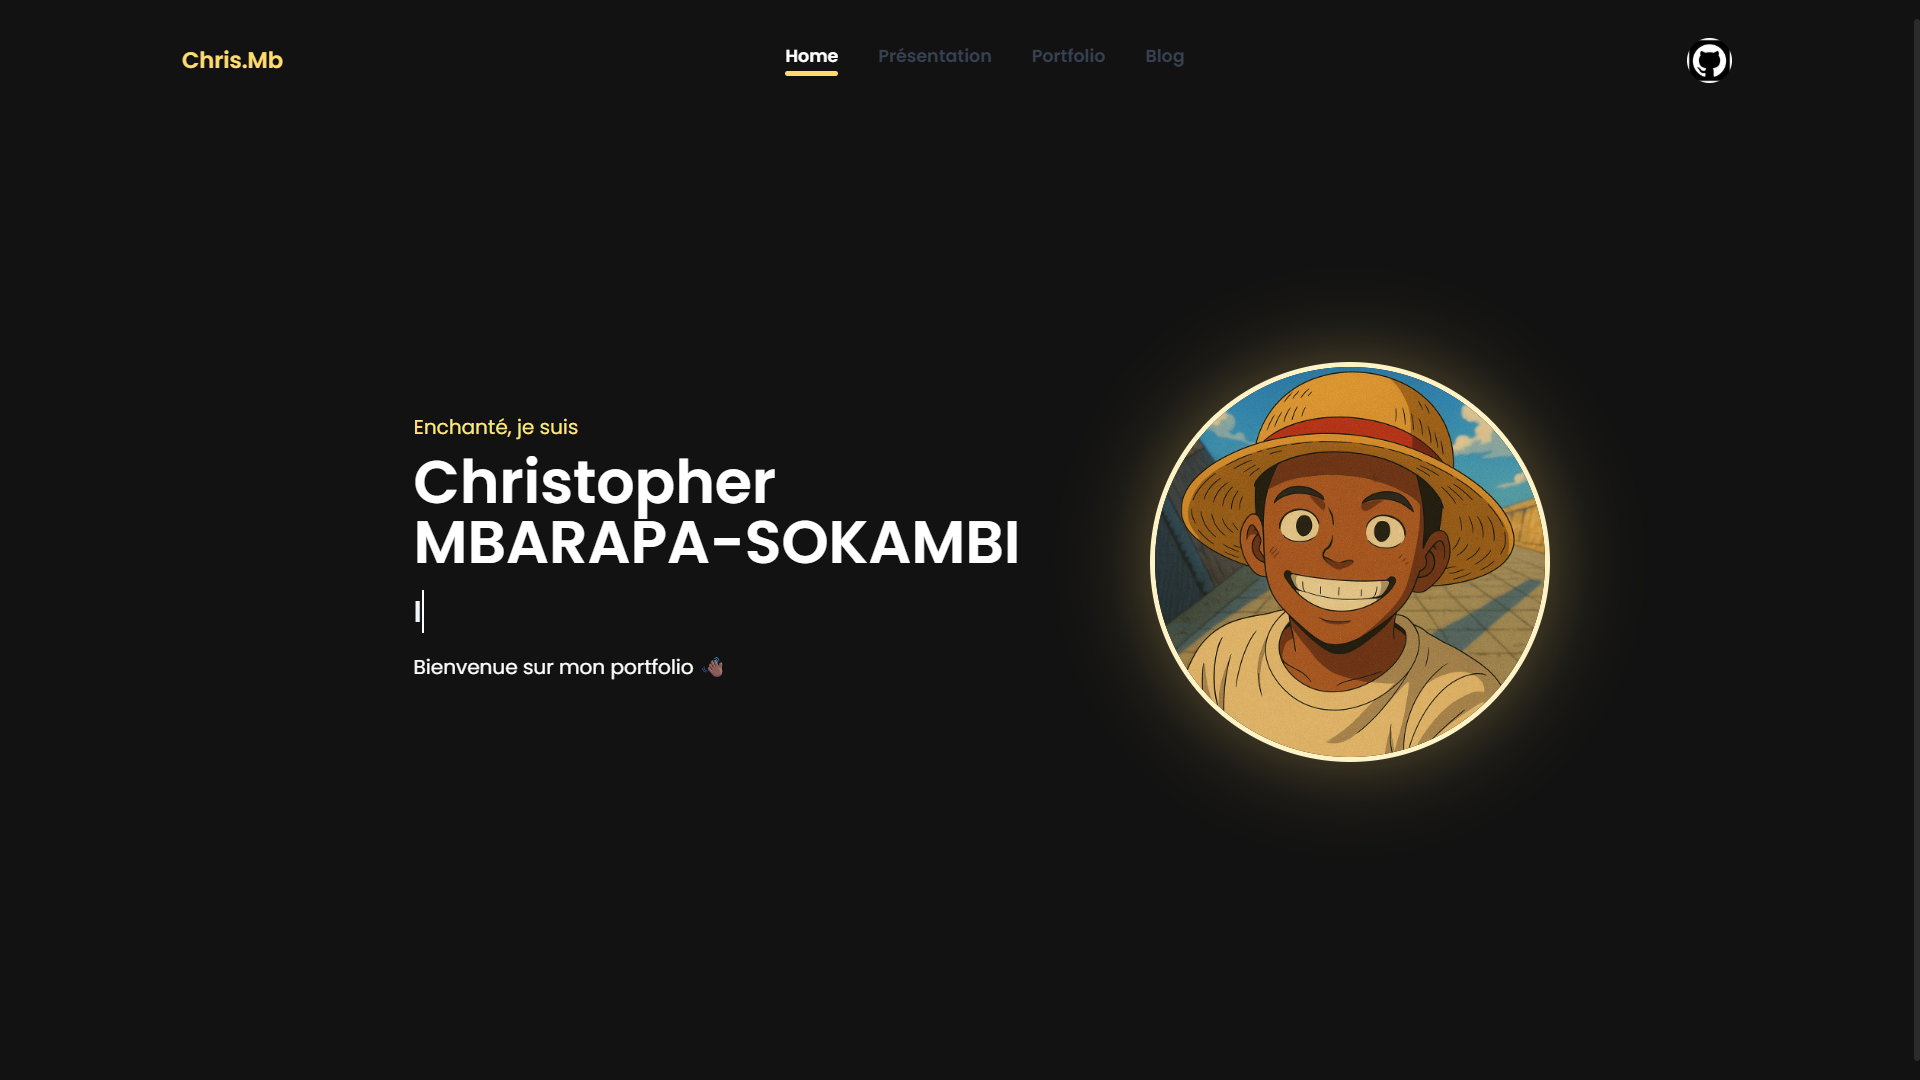 Chris.Mb
Home
Présentation
Portfolio
Blog
Enchanté, je suis
Christopher
MBARAPA-SOKAMBI
I
Bienvenue sur mon portfolio 👋🏿